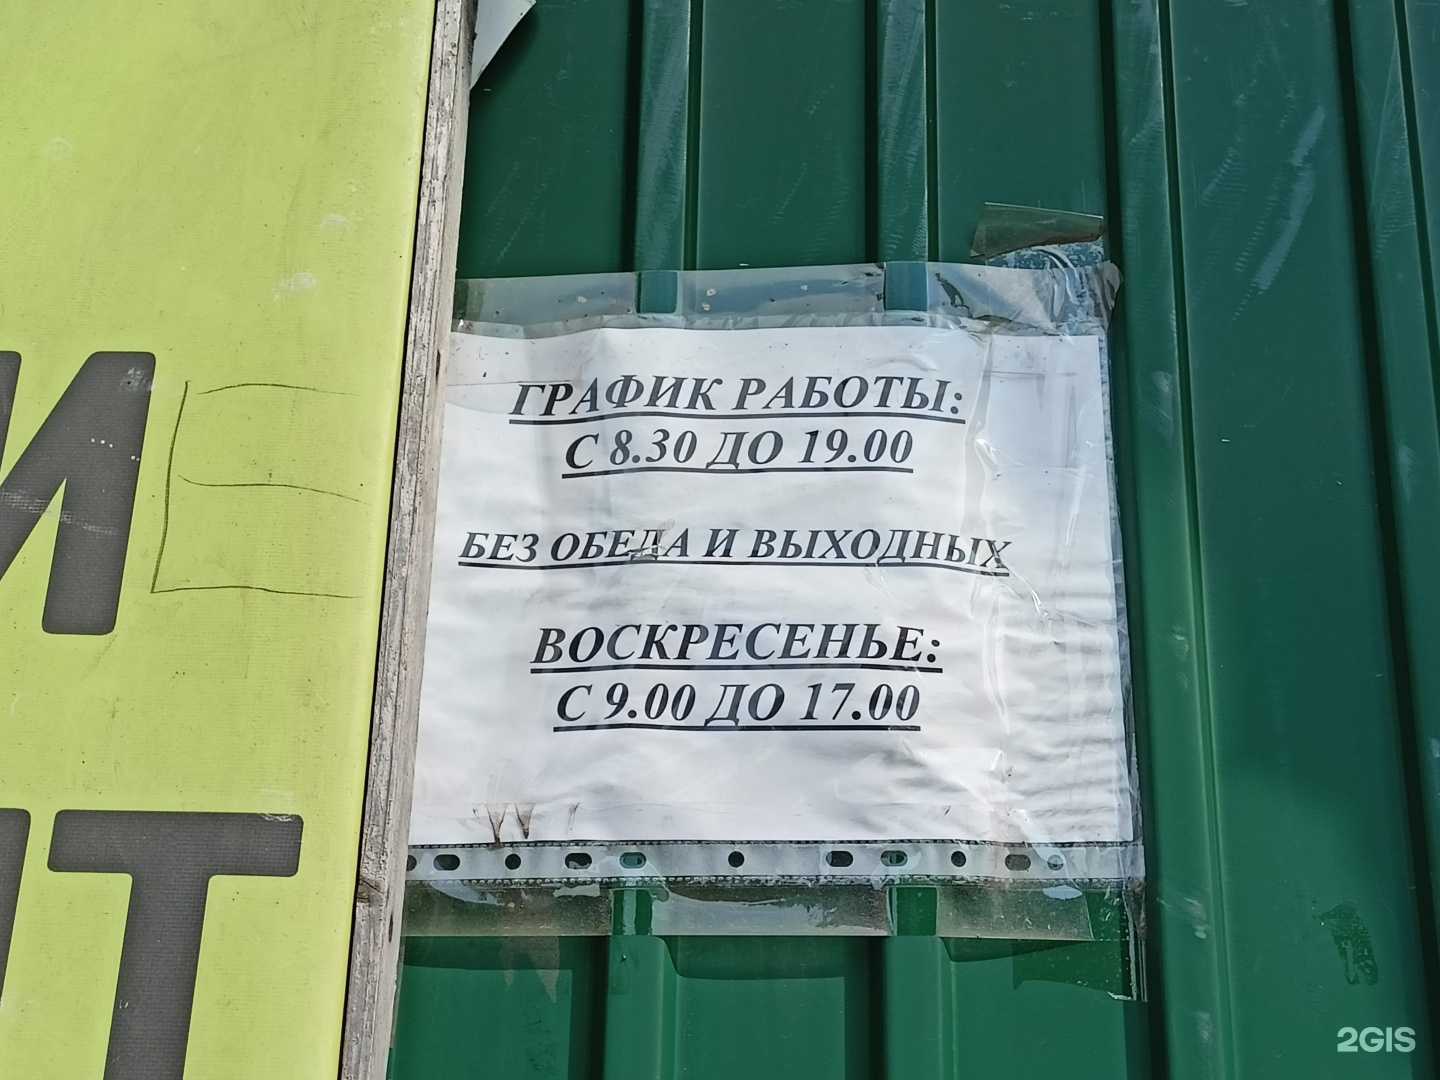 И
Т
ГРАФИК РАБОТЫ:
С 8.30 ДО 19.00
БЕЗ ОБЕДА И ВЫХОДНЫХ
ВОСКРЕСЕНЬЕ:
С 9.00 ДО 17.00
2GIS